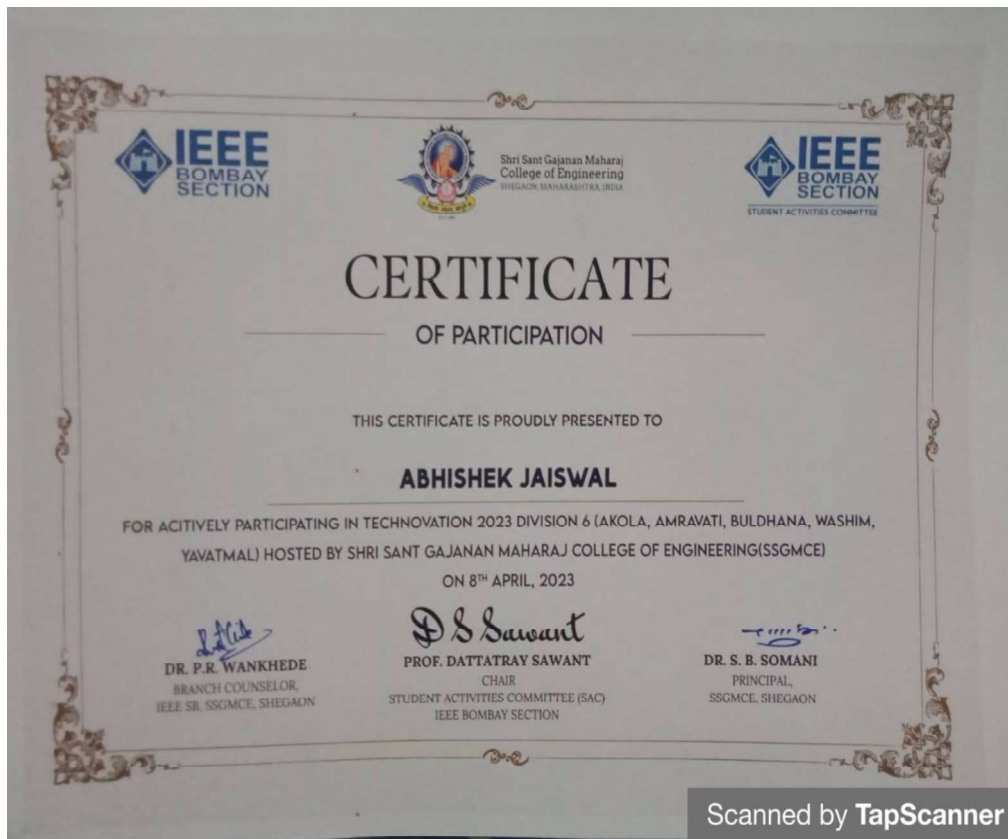 IEEE
BOMBAY
SECTION
Shri Sant Gajanan Maharaj
College of Engineering
SHEGAON, MAHARASHTRA, INDIA
IEEE
BOMBAY
SECTION
STUDENT ACTIVITIES COMMITTEE
CERTIFICATE
OF PARTICIPATION
THIS CERTIFICATE IS PROUDLY PRESENTED TO
ABHISHEK JAISWAL
FOR ACITIVELY PARTICIPATING IN TECHNOVATION 2023 DIVISION 6 (AKOLA, AMRAVATI, BULDHANA, WASHIM,
YAVATMAL) HOSTED BY SHRI SANT GAJANAN MAHARAJ COLLEGE OF ENGINEERING(SSGMCE)
ON 8TH APRIL, 2023
D S Sawant
DR. P.R. WANKHEDE
BRANCH COUNSELOR,
IEEE SB, SSGMCE, SHEGAON
PROF. DATTATRAY SAWANT
CHAIR
STUDENT ACTIVITIES COMMITTEE (SAC)
IEEE BOMBAY SECTION
DR. S. B. SOMANI
PRINCIPAL,
SSGMCE, SHEGAON
Scanned by TapScanner